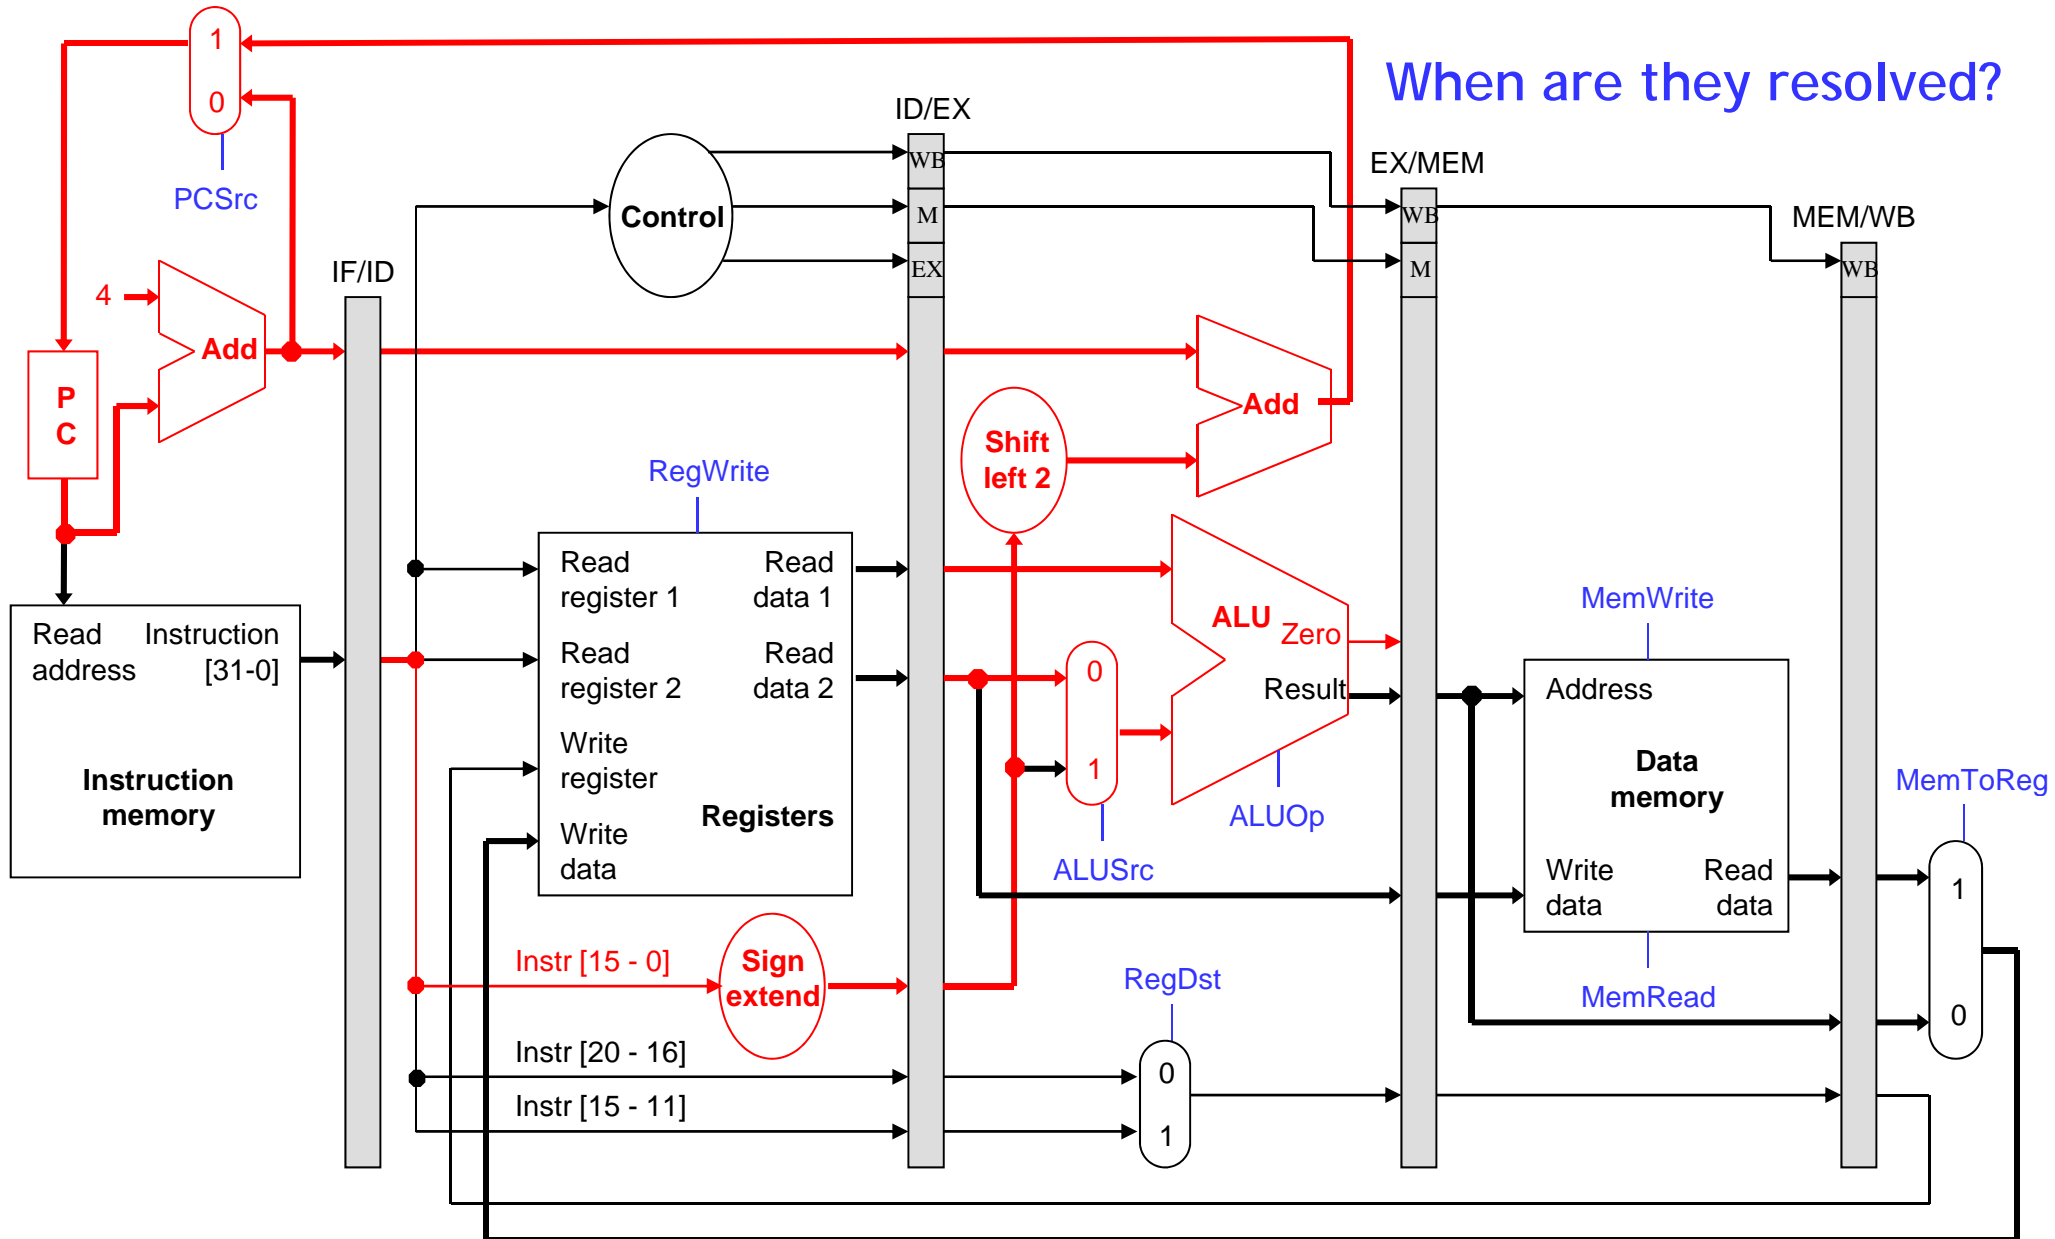 When are they resolved?
1
0
PCSrc
ID/EX
WB
M
EX
Control
EX/MEM
WB
M
MEM/WB
WB
IF/ID
4
Add
P
C
Add
Shift
left 2
RegWrite
Read
register 1
Read
data 1
Read
register 2
Read
data 2
Write
register
Write
data
Registers
Read
address
Instruction
[31-0]
Instruction
memory
0
1
ALUSrc
ALU
Zero
Result
ALUOp
MemWrite
Address
Data
memory
Write
data
Read
data
MemRead
MemToReg
1
0
Instr [15 - 0]
Sign
extend
RegDst
Instr [20 - 16]
Instr [15 - 11]
0
1